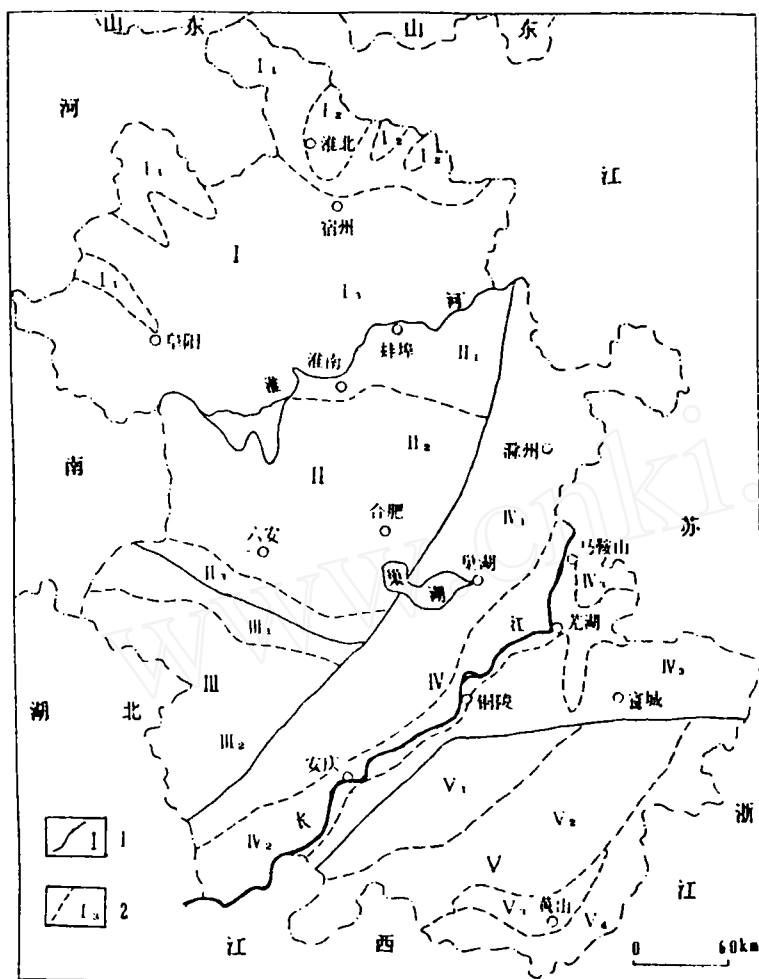 山 东 山 东
I₁
河
I₂
淮北
I₂
I₂
I₁
江
宿州
I
I₃
河
I₁
阜阳
蚌埠
淮南
II₁
淮
II₂
滁州
南
II
苏
合肥
IV₁
六安
马鞍山
巢
巢湖
湖
IV₃
II₃
III₁
江
芜湖
III
IV
IV₃
湖 北
铜陵
宣城
III₂
安庆
V₁
浙
长
V₂
I 1
IV₂
V
江
I₃ 2
V₃
黄山
V₄
江 西
0 60km
www.cnki.